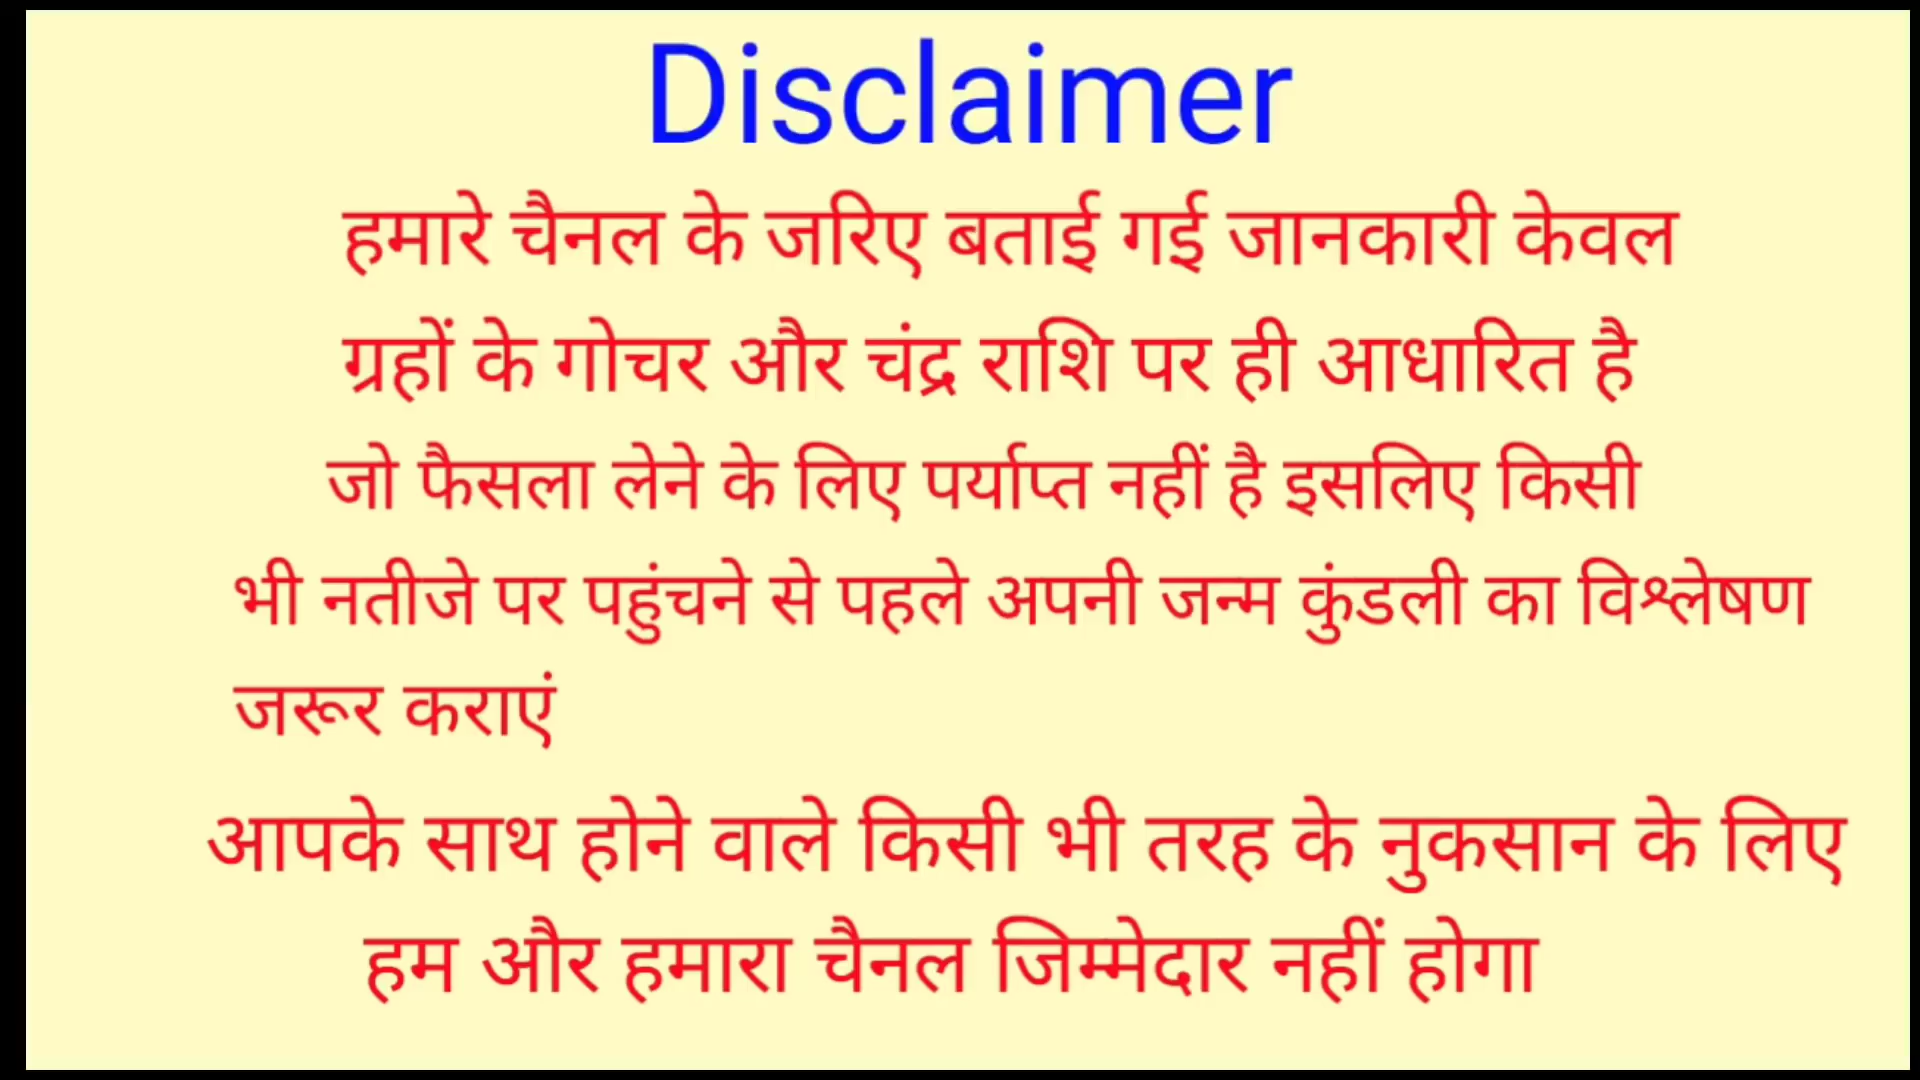 Disclaimer
हमारे चैनल के जरिए बताई गई जानकारी केवल
ग्रहों के गोचर और चंद्र राशि पर ही आधारित है
जो फैसला लेने के लिए पर्याप्त नहीं है इसलिए किसी
भी नतीजे पर पहुंचने से पहले अपनी जन्म कुंडली का विश्लेषण
जरूर कराएं
आपके साथ होने वाले किसी भी तरह के नुकसान के लिए
हम और हमारा चैनल जिम्मेदार नहीं होगा